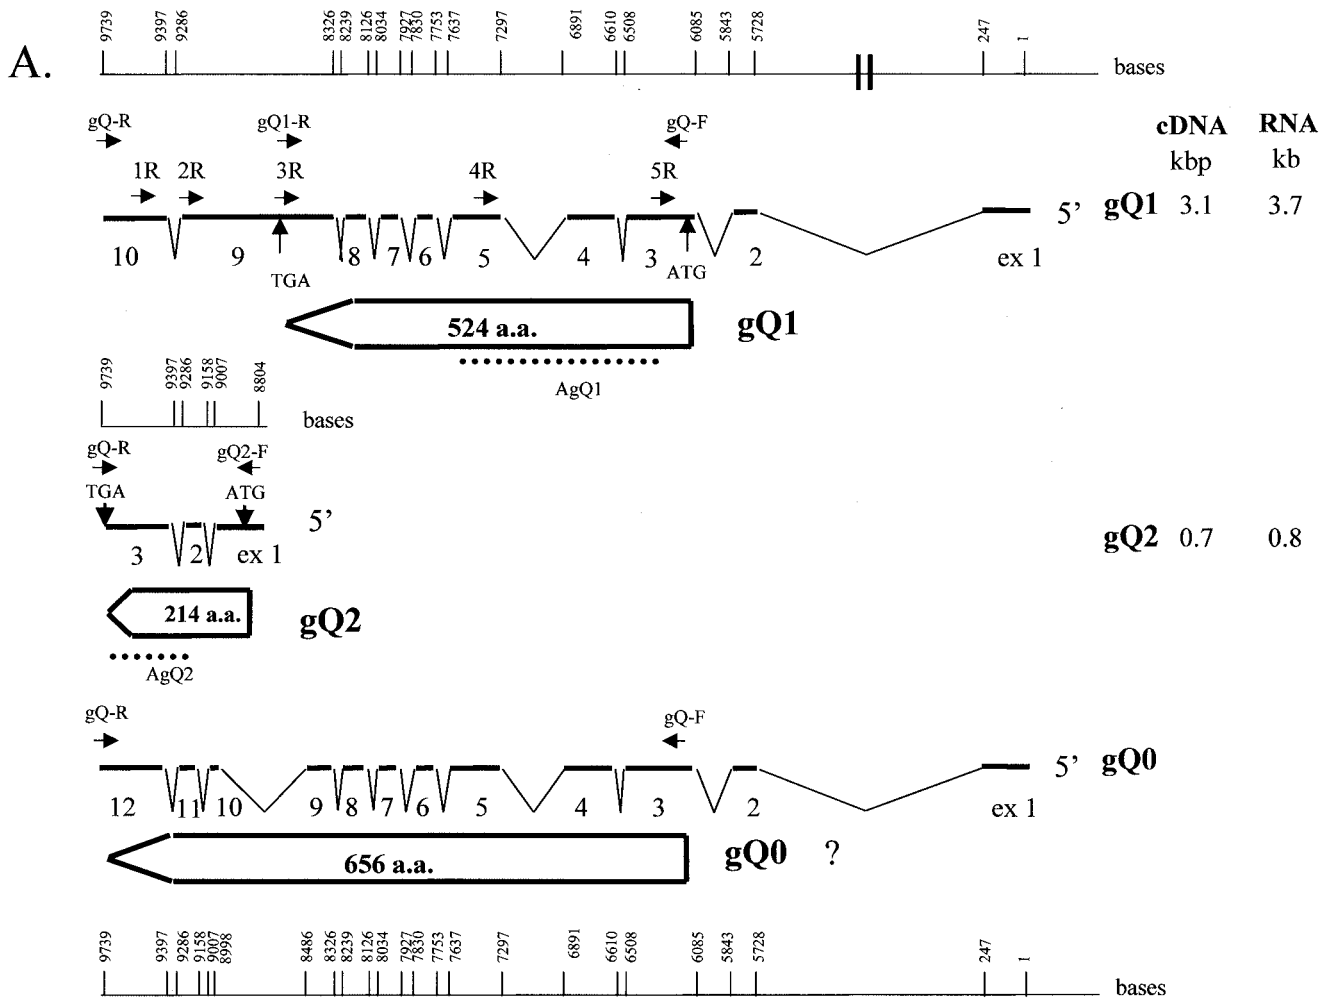 9739 9397 9286 8326 8239 8126 8034 7927 7830 7753 7637 7297 6891 6610 6508 6085 5843 5728 247 1
A. bases
gQ-R gQ1-R gQ-F cDNA RNA
kbp kb
1R 2R 3R 4R 5R
5’ gQ1 3.1 3.7
10 9 8 7 6 5 4 3 2 ex 1
TGA ATG
524 a.a. gQ1
AgQ1
9739 9397 9286 9158 9007 8804
bases
gQ-R gQ2-F
TGA ATG
5’
gQ2 0.7 0.8
3 2 ex 1
214 a.a. gQ2
AgQ2
gQ-R gQ-F
5’ gQ0
12 11 10 9 8 7 6 5 4 3 2 ex 1
656 a.a. gQ0 ?
9739 9397 9286 9158 9007 8998 8486 8326 8239 8126 8034 7927 7830 7753 7637 7297 6891 6610 6508 6085 5843 5728 247 1
bases